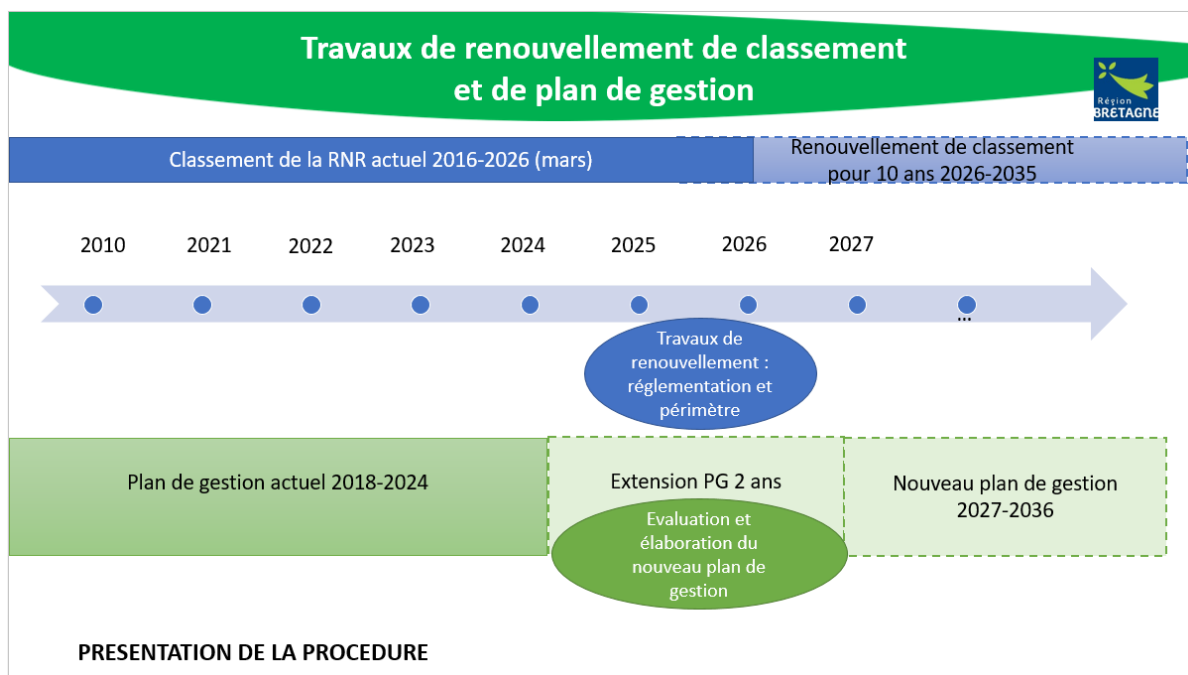 Travaux de renouvellement de classement
et de plan de gestion
Région
BRETAGNE
Classement de la RNR actuel 2016-2026 (mars)
Renouvellement de classement
pour 10 ans 2026-2035
2010 2021 2022 2023 2024 2025 2026 2027
...
Travaux de
renouvellement :
réglementation et
périmètre
Plan de gestion actuel 2018-2024
Extension PG 2 ans
Nouveau plan de gestion
2027-2036
Evaluation et
élaboration du
nouveau plan de
gestion
PRESENTATION DE LA PROCEDURE